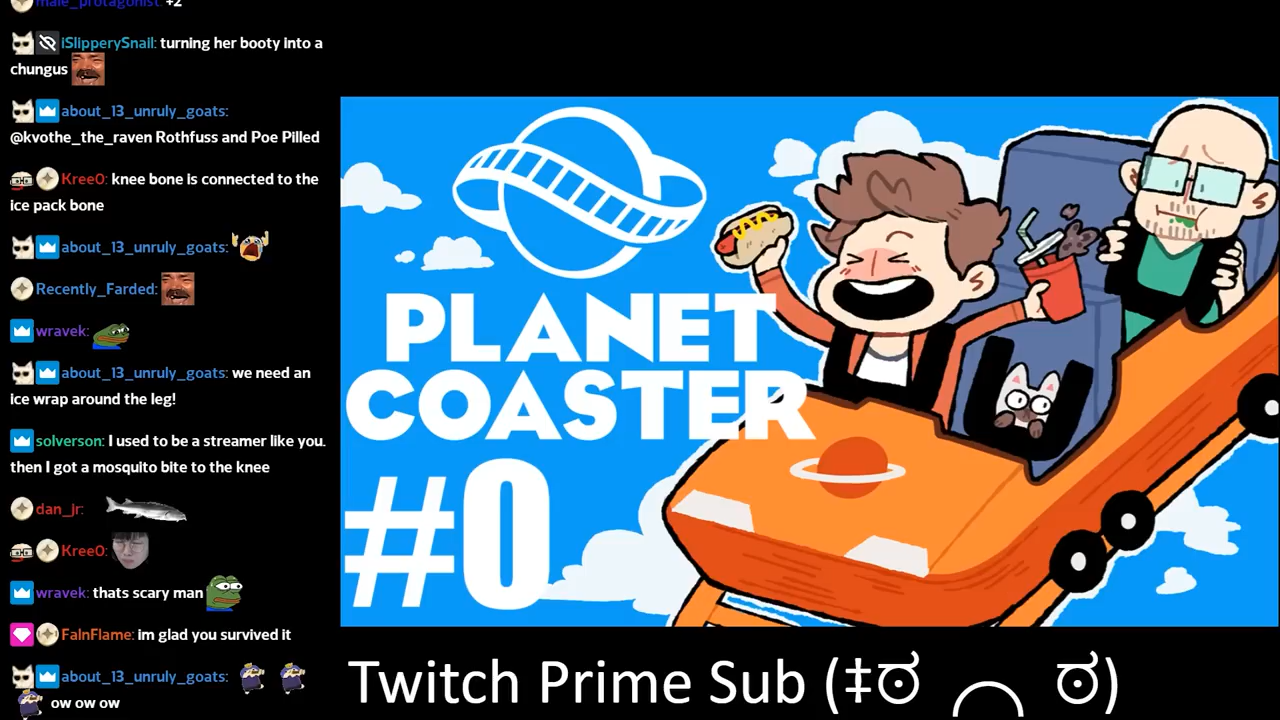 male_protagonist: +2
iSlipperySnail: turning her booty into a
chungus
about_13_unruly_goats:
@kvothe_the_raven Rothfuss and Poe Pilled
KreeO: knee bone is connected to the
ice pack bone
about_13_unruly_goats:
Recently_Farded:
wravek:
about_13_unruly_goats: we need an
ice wrap around the leg!
solverson: I used to be a streamer like you.
then I got a mosquito bite to the knee
dan_jr:
KreeO:
wravek: thats scary man
FalnFlame: im glad you survived it
about_13_unruly_goats:
ow ow ow
PLANET
COASTER
#0
Twitch Prime Sub (‡ಠ ╭╮ ಠ)